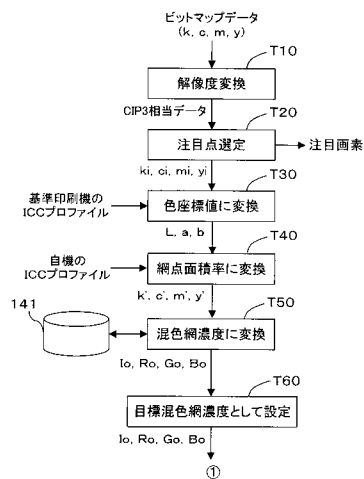 ビットマップデータ
(k, c, m, y)
T10
解像度変換
CIP3相当データ
T20
注目点選定
注目画素
ki, ci, mi, yi
T30
基準印刷機の
ICCプロファイル
色座標値に変換
L, a, b
T40
自機の
ICCプロファイル
網点面積率に変換
k', c', m', y'
T50
141
混色網濃度に変換
Io, Ro, Go, Bo
T60
目標混色網濃度として設定
Io, Ro, Go, Bo
①